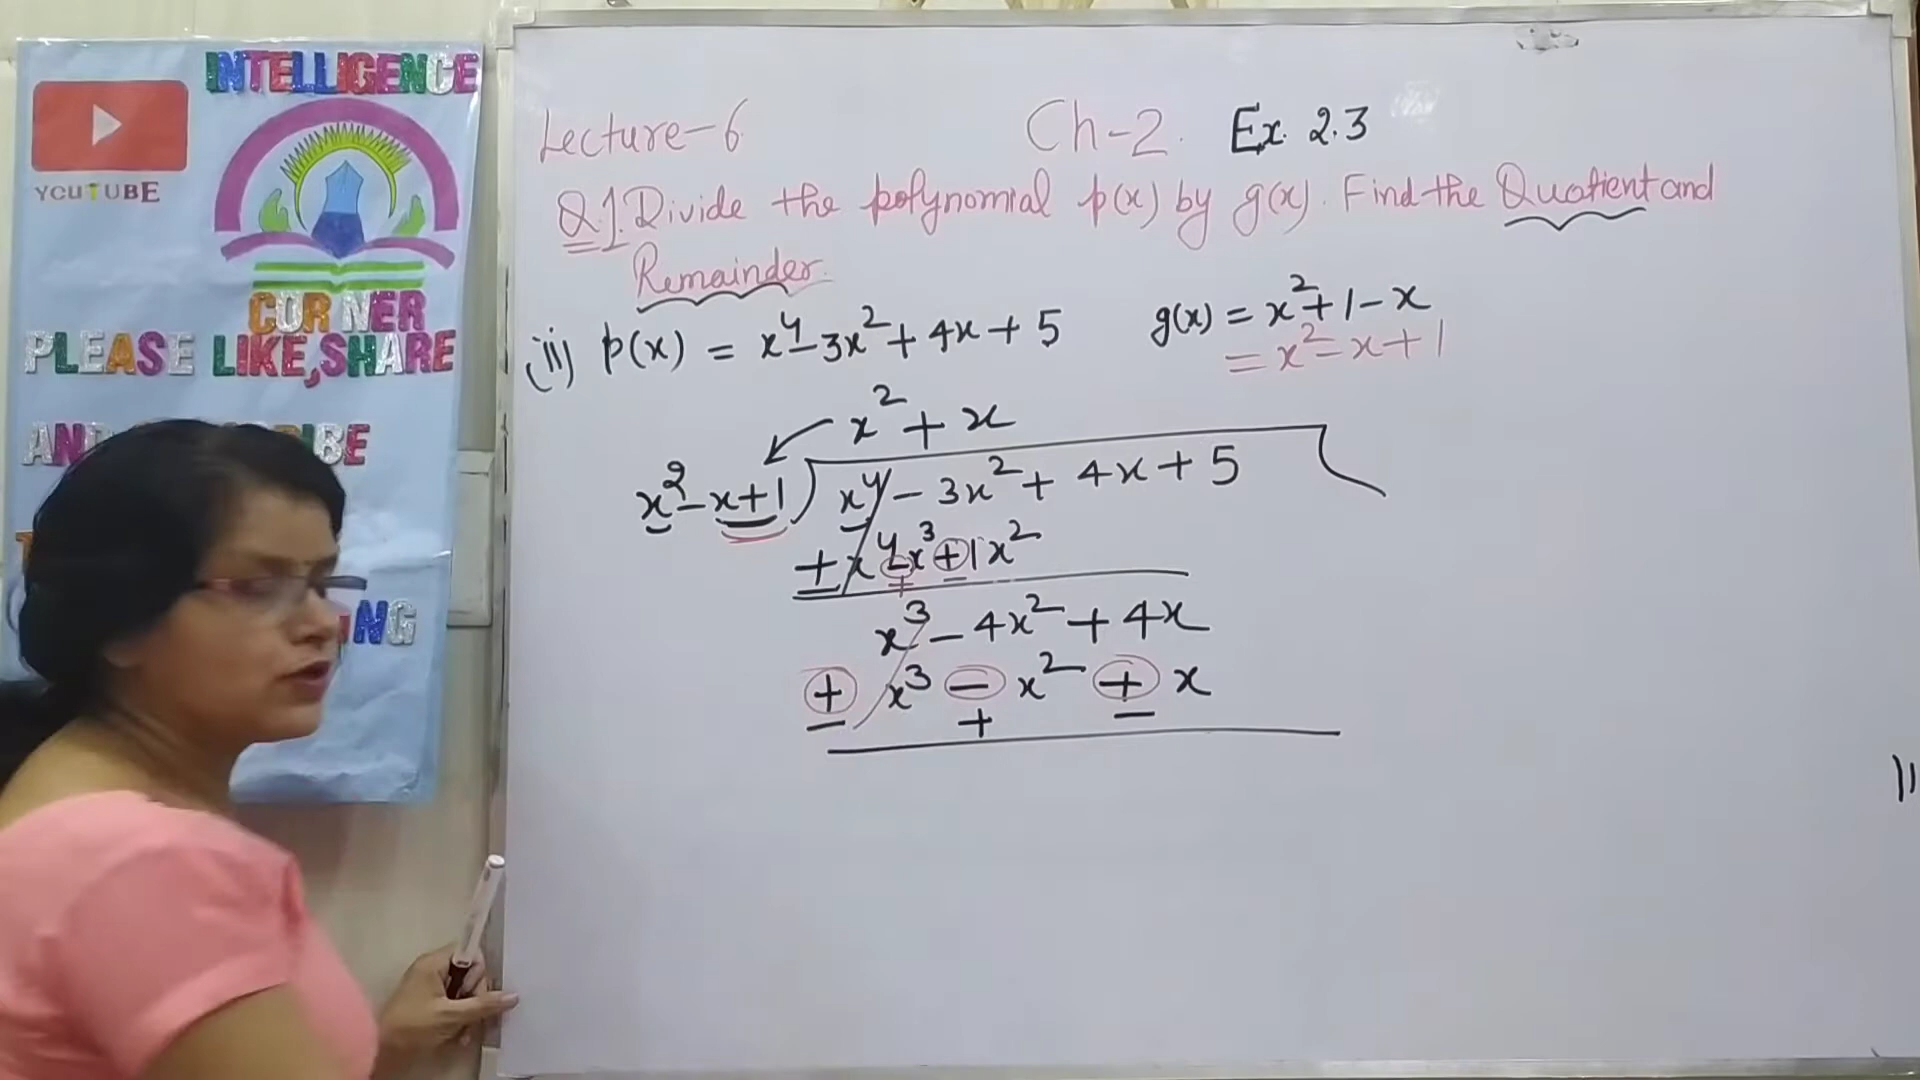 INTELLIGENCE
YCUTUBE
CORNER
PLEASE LIKE,SHARE
Lecture-6 Ch-2. Ex. 2.3
Q.1. Divide the polynomial p(x) by g(x). Find the Quotient and
Remainder.
(ii) p(x) = x⁴ - 3x² + 4x + 5 g(x) = x² + 1 - x
= x² - x + 1
x² + x
x² - x + 1 ) x⁴ - 3x² + 4x + 5
+ x⁴ - x³ + 1x²
- + -
x³ - 4x² + 4x
+ x³ - x² + x
- + -